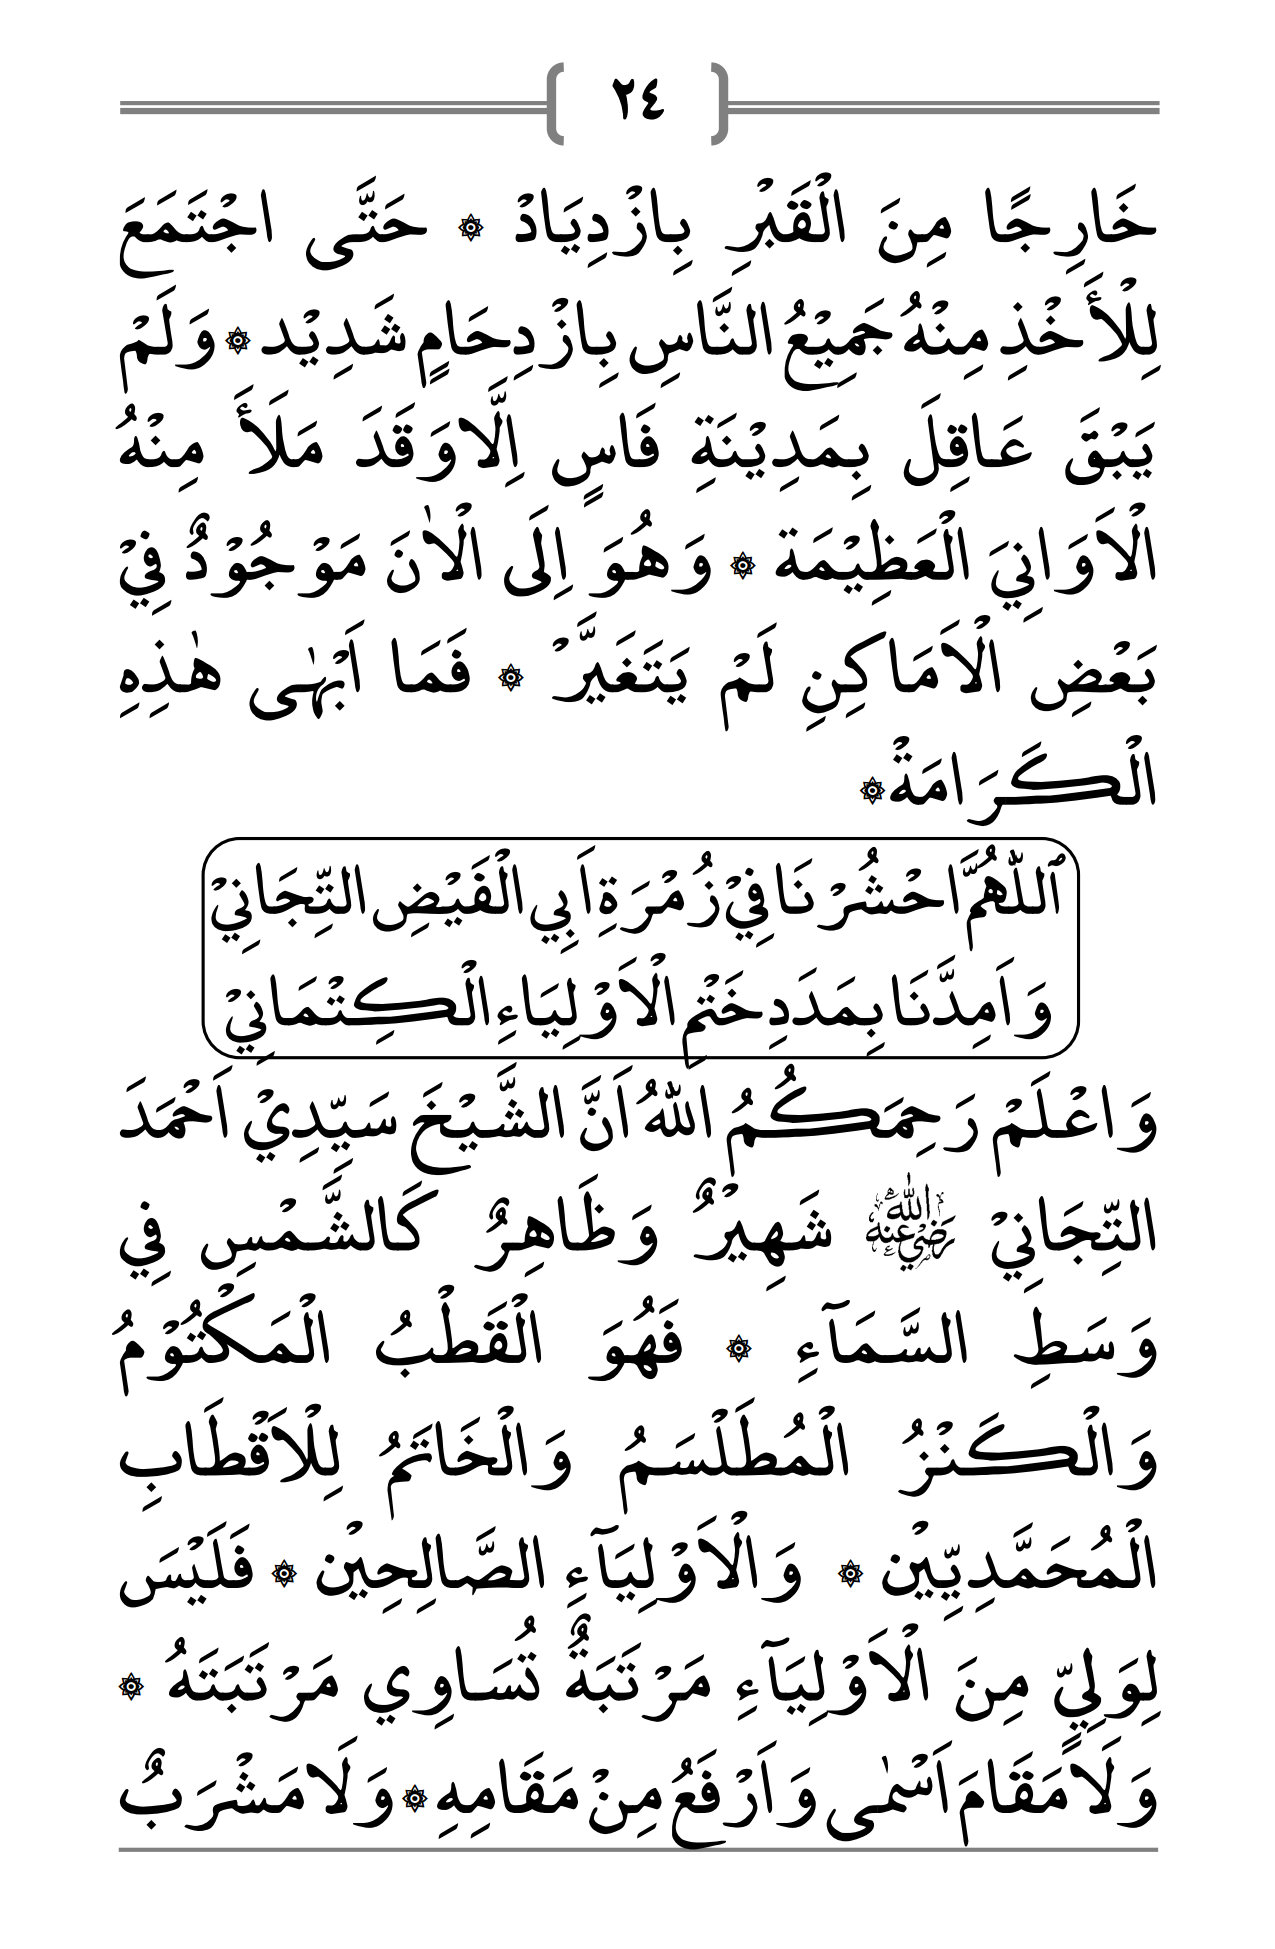 ٢٤
خَارِجًا مِنَ الْقَبْرِ بِازْدِيَادْ ۞ حَتَّى اجْتَمَعَ
لِلْأَخْذِ مِنْهُ جَمِيْعُ النَّاسِ بِازْدِحَامٍ شَدِيْد ۞ وَلَمْ
يَبْقَ عَاقِلَ بِمَدِيْنَةِ فَاسٍ اِلَّا وَقَدَ مَلَأَ مِنْهُ
الْاَوَانِيَ الْعَظِيْمَة ۞ وَهُوَ اِلَى الْاٰنَ مَوْجُوْدٌ فِيْ
بَعْضِ الْاَمَاكِنِ لَمْ يَتَغَيَّرْ ۞ فَمَا اَبْهٰى هٰذِهِ
الْكَرَامَةْ ۞
اَللّٰهُمَّ احْشُرْنَا فِيْ زُمْرَةِ اَبِي الْفَيْضِ التِّجَانِيْ
وَاَمِدَّنَا بِمَدَدِ خَتْمِ الْاَوْلِيَاءِ الْكِتْمَانِيْ
وَاعْلَمْ رَحِمَكُمُ اللّٰهُ اَنَّ الشَّيْخَ سَيِّدِيْ اَحْمَدَ
التِّجَانِيْ رَضِيَ اللّٰهُ عَنْهُ شَهِيْرٌ وَظَاهِرٌ كَالشَّمْسِ فِي
وَسَطِ السَّمَآءِ ۞ فَهُوَ الْقَطْبُ الْمَكْتُوْمُ
وَالْكَنْزُ الْمُطَلْسَمُ وَالْخَاتَمُ لِلْاَقْطَابِ
الْمُحَمَّدِيِّيْن ۞ وَالْاَوْلِيَآءِ الصَّالِحِيْن ۞ فَلَيْسَ
لِوَلِيٍّ مِنَ الْاَوْلِيَآءِ مَرْتَبَةٌ تُسَاوِي مَرْتَبَتَهُ ۞
وَلَا مَقَامَ اَسْمٰى وَاَرْفَعُ مِنْ مَقَامِهِ ۞ وَلَا مَشْرَبٌ